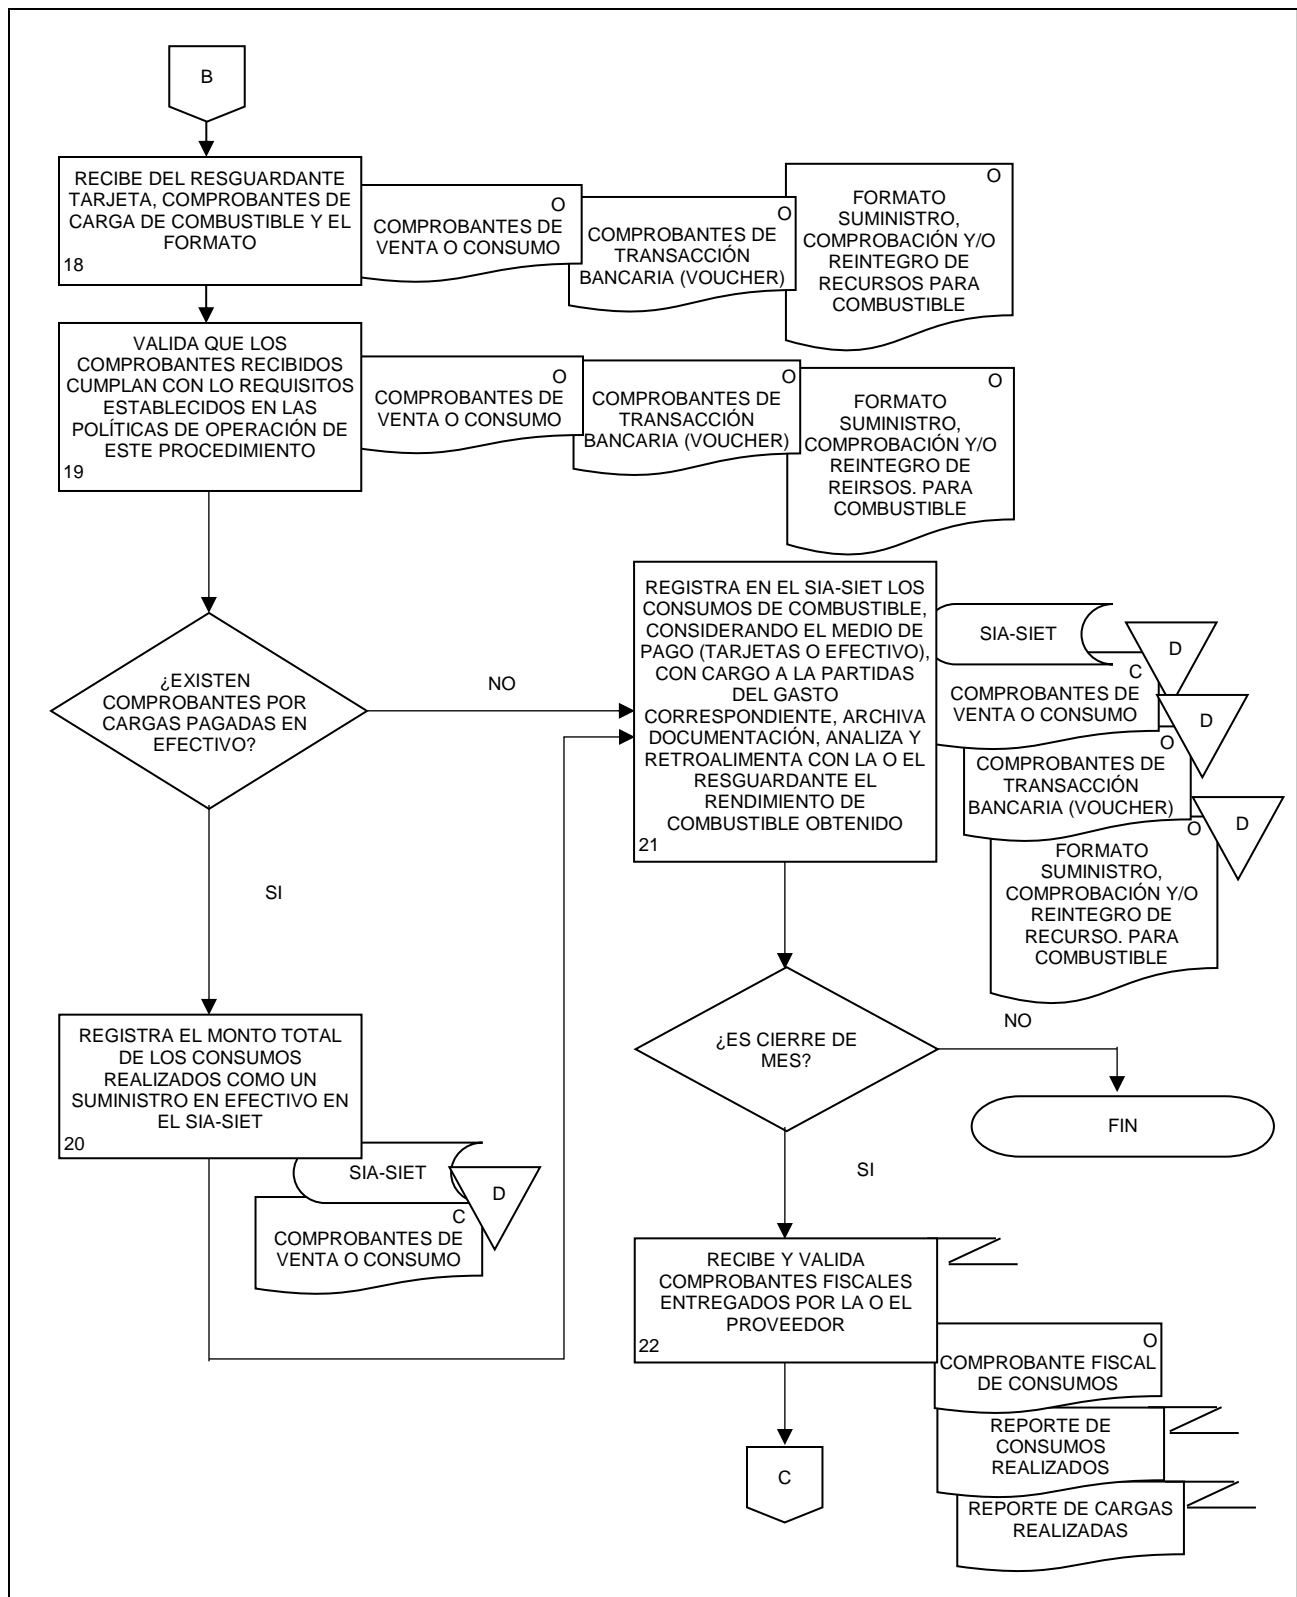 B
RECIBE DEL RESGUARDANTE
TARJETA, COMPROBANTES DE
CARGA DE COMBUSTIBLE Y EL
FORMATO
18
O
COMPROBANTES DE
VENTA O CONSUMO
O
COMPROBANTES DE
TRANSACCIÓN
BANCARIA (VOUCHER)
O
FORMATO
SUMINISTRO,
COMPROBACIÓN Y/O
REINTEGRO DE
RECURSOS PARA
COMBUSTIBLE
VALIDA QUE LOS
COMPROBANTES RECIBIDOS
CUMPLAN CON LO REQUISITOS
ESTABLECIDOS EN LAS
POLÍTICAS DE OPERACIÓN DE
ESTE PROCEDIMIENTO
19
O
COMPROBANTES DE
VENTA O CONSUMO
O
COMPROBANTES DE
TRANSACCIÓN
BANCARIA (VOUCHER)
O
FORMATO
SUMINISTRO,
COMPROBACIÓN Y/O
REINTEGRO DE
REIRSOS. PARA
COMBUSTIBLE
¿EXISTEN
COMPROBANTES POR
CARGAS PAGADAS EN
EFECTIVO?
NO
SI
REGISTRA EL MONTO TOTAL
DE LOS CONSUMOS
REALIZADOS COMO UN
SUMINISTRO EN EFECTIVO EN
EL SIA-SIET
20
SIA-SIET
D
C
COMPROBANTES DE
VENTA O CONSUMO
REGISTRA EN EL SIA-SIET LOS
CONSUMOS DE COMBUSTIBLE,
CONSIDERANDO EL MEDIO DE
PAGO (TARJETAS O EFECTIVO),
CON CARGO A LA PARTIDAS
DEL GASTO
CORRESPONDIENTE, ARCHIVA
DOCUMENTACIÓN, ANALIZA Y
RETROALIMENTA CON LA O EL
RESGUARDANTE EL
RENDIMIENTO DE
COMBUSTIBLE OBTENIDO
21
SIA-SIET
D
C
COMPROBANTES DE
VENTA O CONSUMO
D
O
COMPROBANTES DE
TRANSACCIÓN
BANCARIA (VOUCHER)
D
O
FORMATO
SUMINISTRO,
COMPROBACIÓN Y/O
REINTEGRO DE
RECURSO. PARA
COMBUSTIBLE
¿ES CIERRE DE
MES?
NO
FIN
SI
RECIBE Y VALIDA
COMPROBANTES FISCALES
ENTREGADOS POR LA O EL
PROVEEDOR
22
O
COMPROBANTE FISCAL
DE CONSUMOS
REPORTE DE
CONSUMOS
REALIZADOS
REPORTE DE CARGAS
REALIZADAS
C